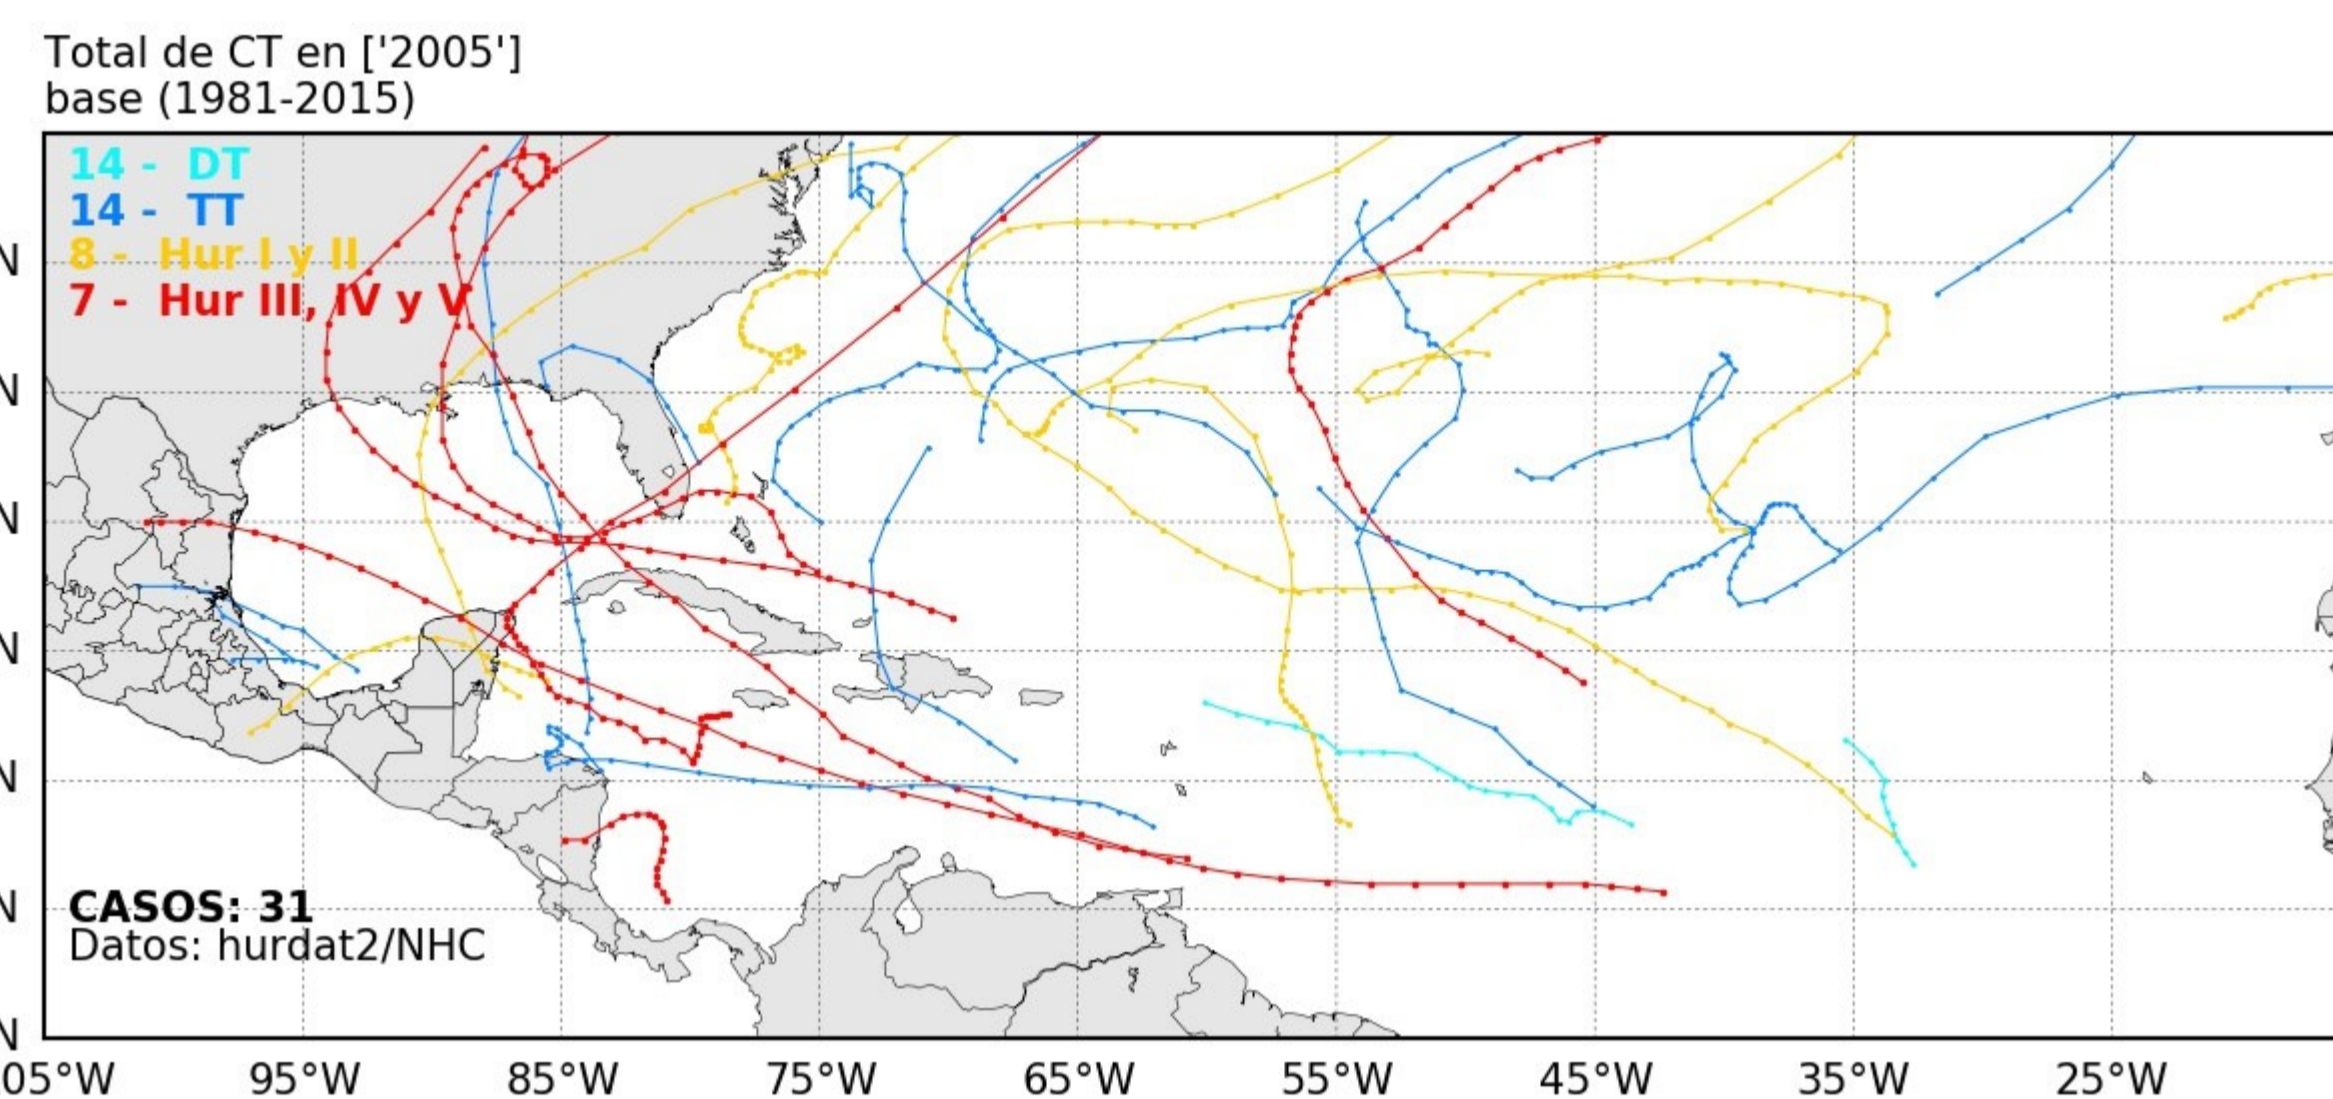 Total de CT en ['2005']
base (1981-2015)
14 - DT
14 - TT
8 - Hur I y II
7 - Hur III, IV y V
N
N
N
N
N
N
N
CASOS: 31
Datos: hurdat2/NHC
05°W 95°W 85°W 75°W 65°W 55°W 45°W 35°W 25°W